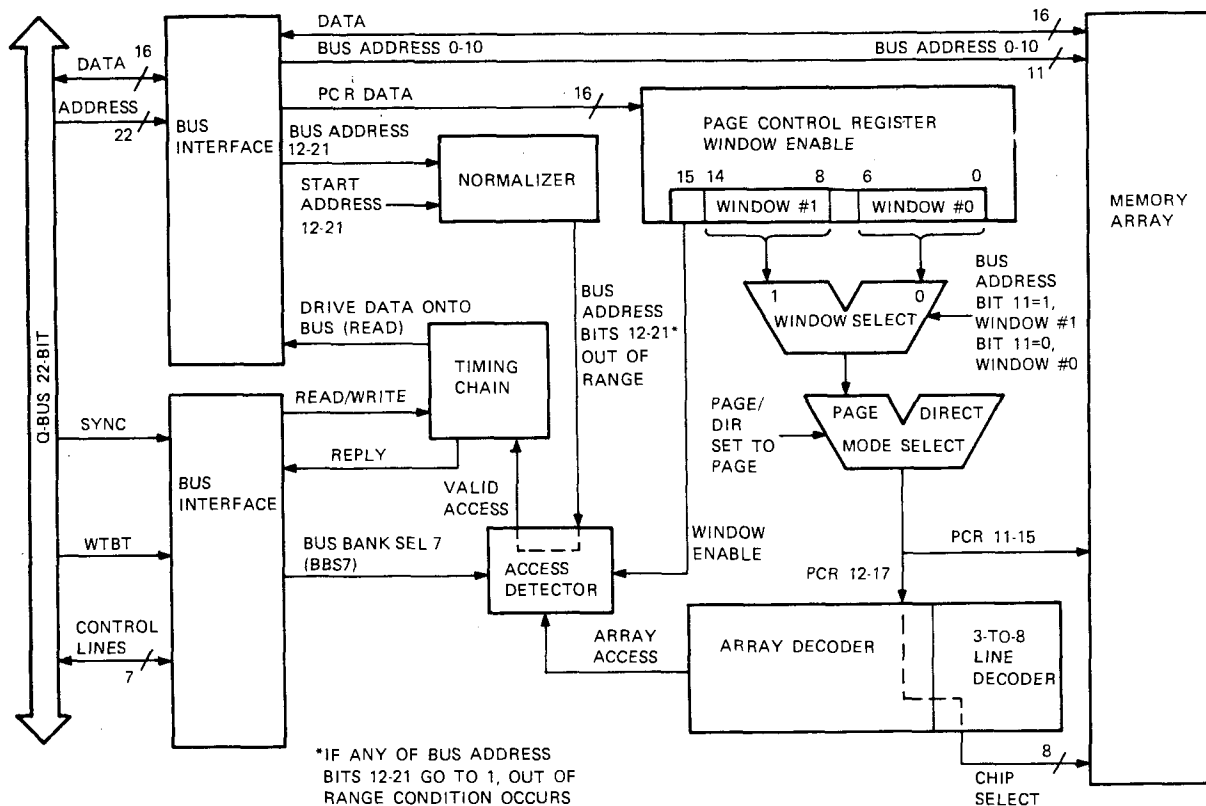 DATA
16
16
BUS ADDRESS 0-10
BUS ADDRESS 0-10
11
16
DATA
ADDRESS
22
BUS
INTERFACE
PCR DATA
16
BUS ADDRESS
12-21
START
ADDRESS
12-21
NORMALIZER
PAGE CONTROL REGISTER
WINDOW ENABLE
15
14
8
6
0
WINDOW #1
WINDOW #0
MEMORY
ARRAY
1
0
WINDOW SELECT
BUS
ADDRESS
BIT 11=1,
WINDOW #1
BIT 11=0,
WINDOW #0
BUS
ADDRESS
BITS 12-21*
OUT OF
RANGE
DRIVE DATA ONTO
BUS (READ)
TIMING
CHAIN
Q-BUS 22-BIT
READ/WRITE
SYNC
REPLY
BUS
INTERFACE
VALID
ACCESS
PAGE/
DIR
SET TO
PAGE
PAGE
DIRECT
MODE SELECT
WTBT
BUS BANK SEL 7
(BBS7)
ACCESS
DETECTOR
WINDOW
ENABLE
PCR 11-15
PCR 12-17
CONTROL
LINES
7
ARRAY
ACCESS
ARRAY DECODER
3-TO-8
LINE
DECODER
8
CHIP
SELECT
*IF ANY OF BUS ADDRESS
BITS 12-21 GO TO 1, OUT OF
RANGE CONDITION OCCURS